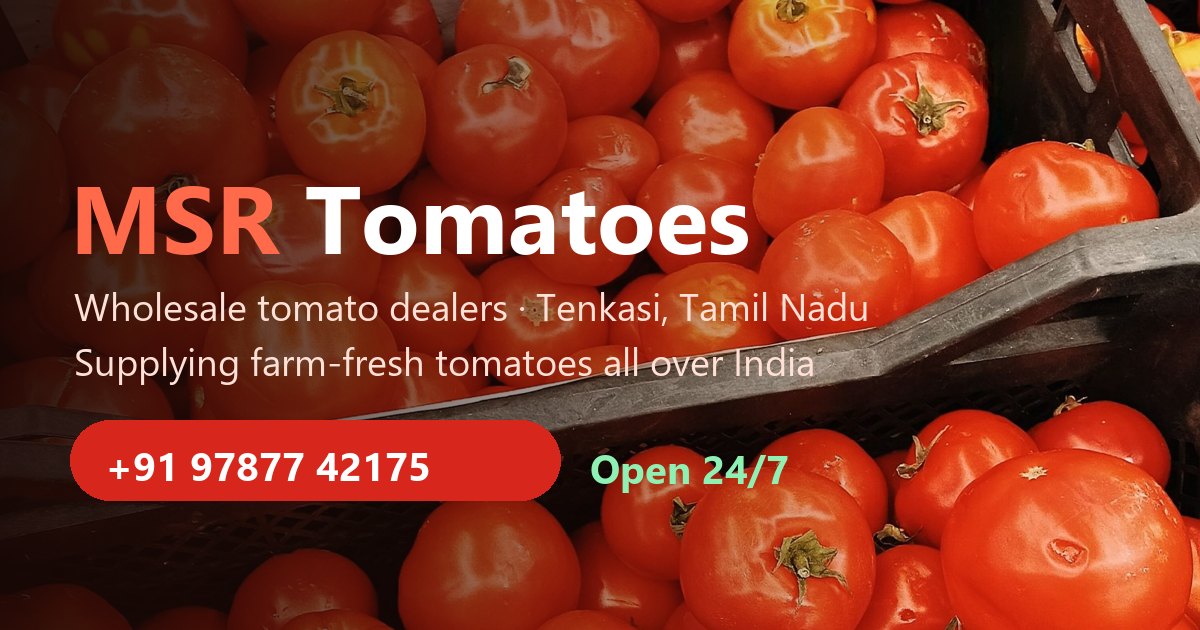 MSR Tomatoes
Wholesale tomato dealers · Tenkasi, Tamil Nadu
Supplying farm-fresh tomatoes all over India
+91 97877 42175
Open 24/7